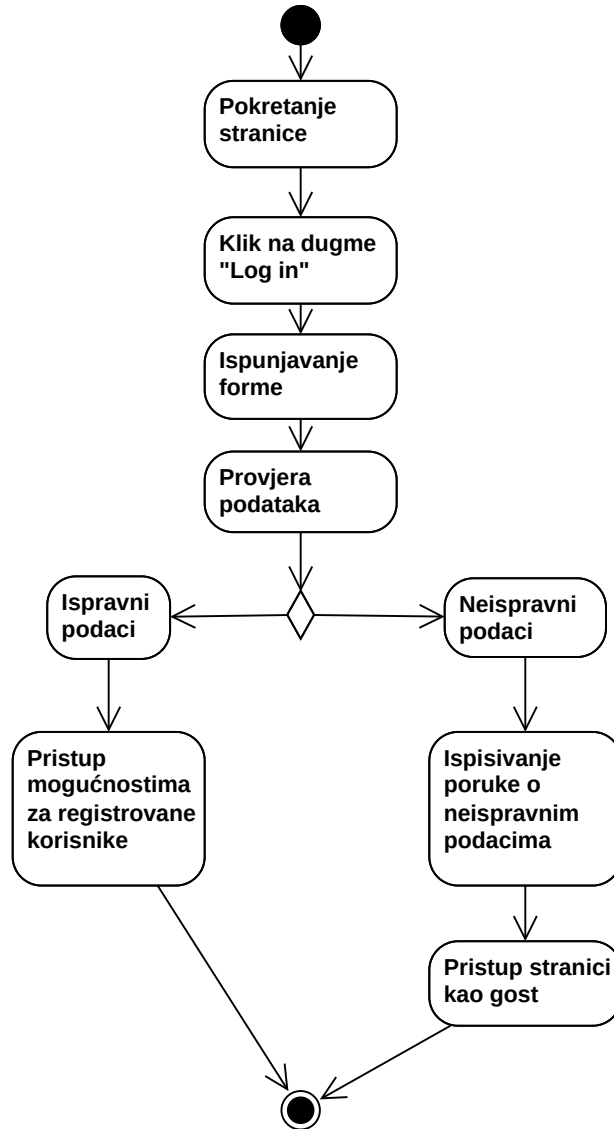 Pokretanje
stranice
Klik na dugme
"Log in"
Ispunjavanje
forme
Provjera
podataka
Ispravni
podaci
Neispravni
podaci
Pristup
mogućnostima
za registrovane
korisnike
Ispisivanje
poruke o
neispravnim
podacima
Pristup stranici
kao gost